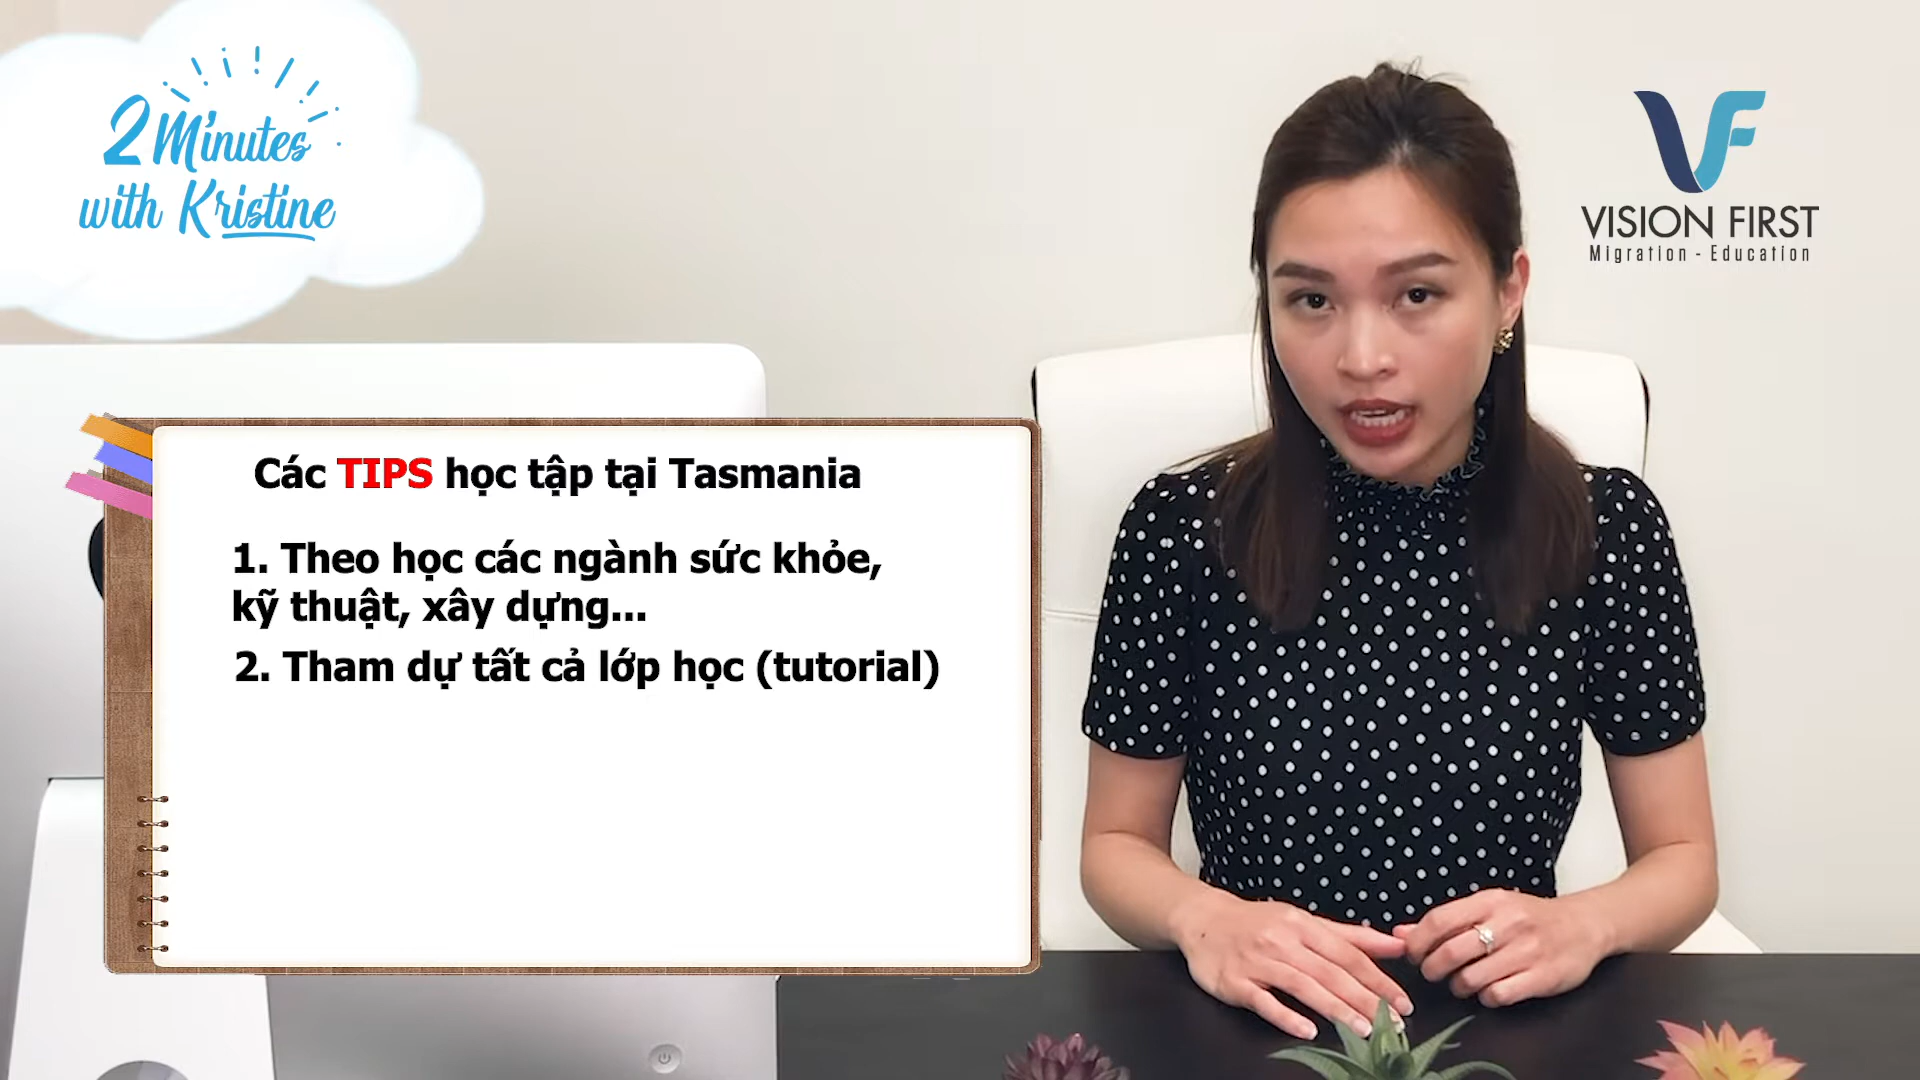 2 Minutes
with Kristine
VISION FIRST
Migration - Education
Các TIPS học tập tại Tasmania
1. Theo học các ngành sức khỏe,
kỹ thuật, xây dựng...
2. Tham dự tất cả lớp học (tutorial)